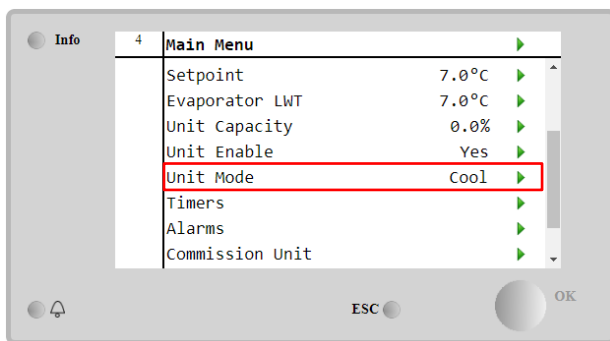 Info
4 Main Menu
Setpoint 7.0°C
Evaporator LWT 7.0°C
Unit Capacity 0.0%
Unit Enable Yes
Unit Mode Cool
Timers
Alarms
Commission Unit
ESC OK